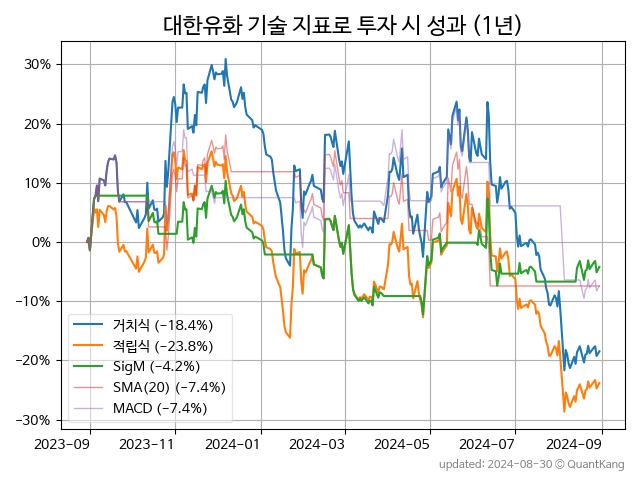 대한유화 기술 지표로 투자 시 성과 (1년)
30%
20%
10%
0%
−10%
−20%
−30%
거치식 (−18.4%)
적립식 (−23.8%)
SigM (−4.2%)
SMA(20) (−7.4%)
MACD (−7.4%)
2023-09 2023-11 2024-01 2024-03 2024-05 2024-07 2024-09
updated: 2024-08-30 © QuantKang